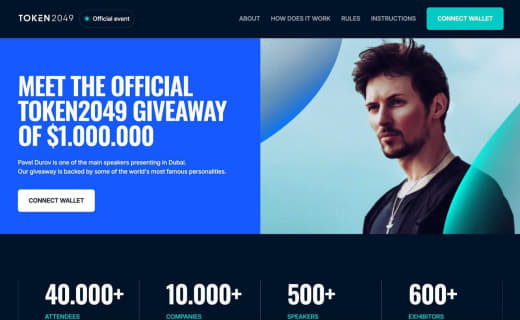 TOKEN2049
Official event
ABOUT
HOW DOES IT WORK
RULES
INSTRUCTIONS
CONNECT WALLET
MEET THE OFFICIAL
TOKEN2049 GIVEAWAY
OF $1.000.000
Pavel Durov is one of the main speakers presenting in Dubai.
Our giveaway is backed by some of the world's most famous personalities.
CONNECT WALLET
40.000+
ATTENDEES
10.000+
COMPANIES
500+
SPEAKERS
600+
EXHIBITORS